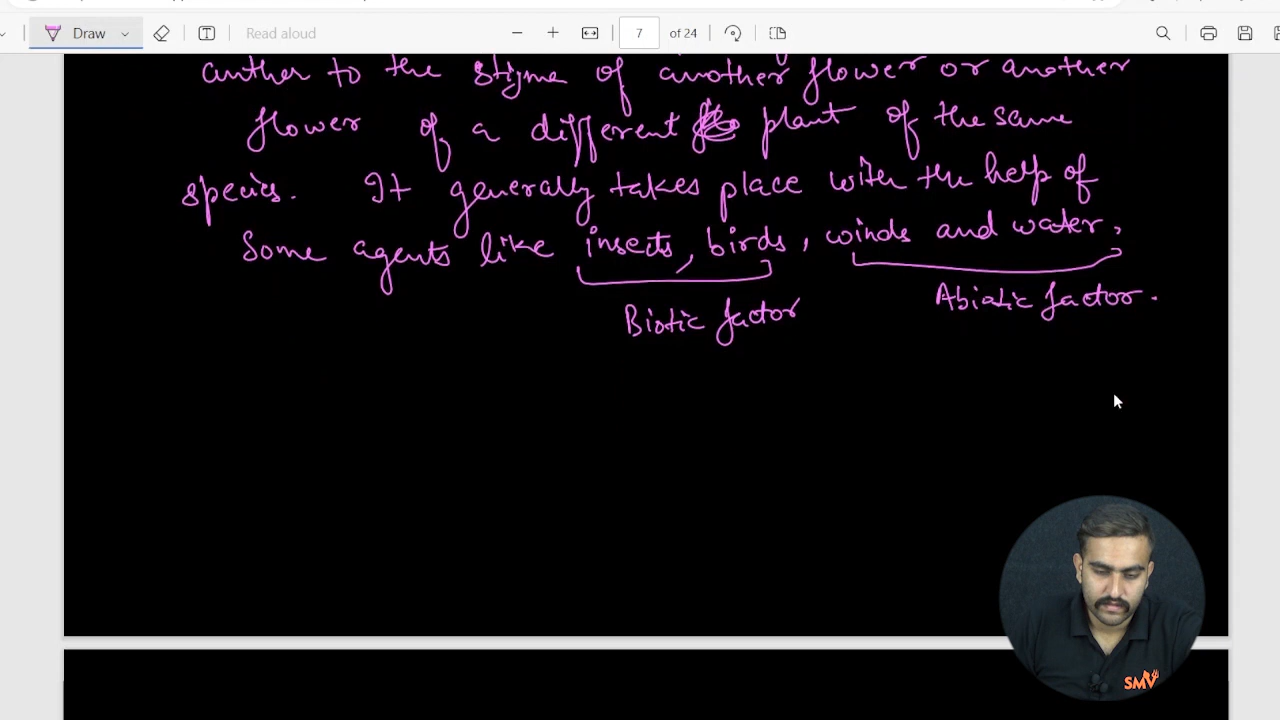 Draw
Read aloud
7 of 24
anther to the stigma of another flower or another
flower of a different plant of the same
species. It generally takes place with the help of
Some agents like insects, birds, winds and water,
Biotic factor
Abiotic factor.
SMV